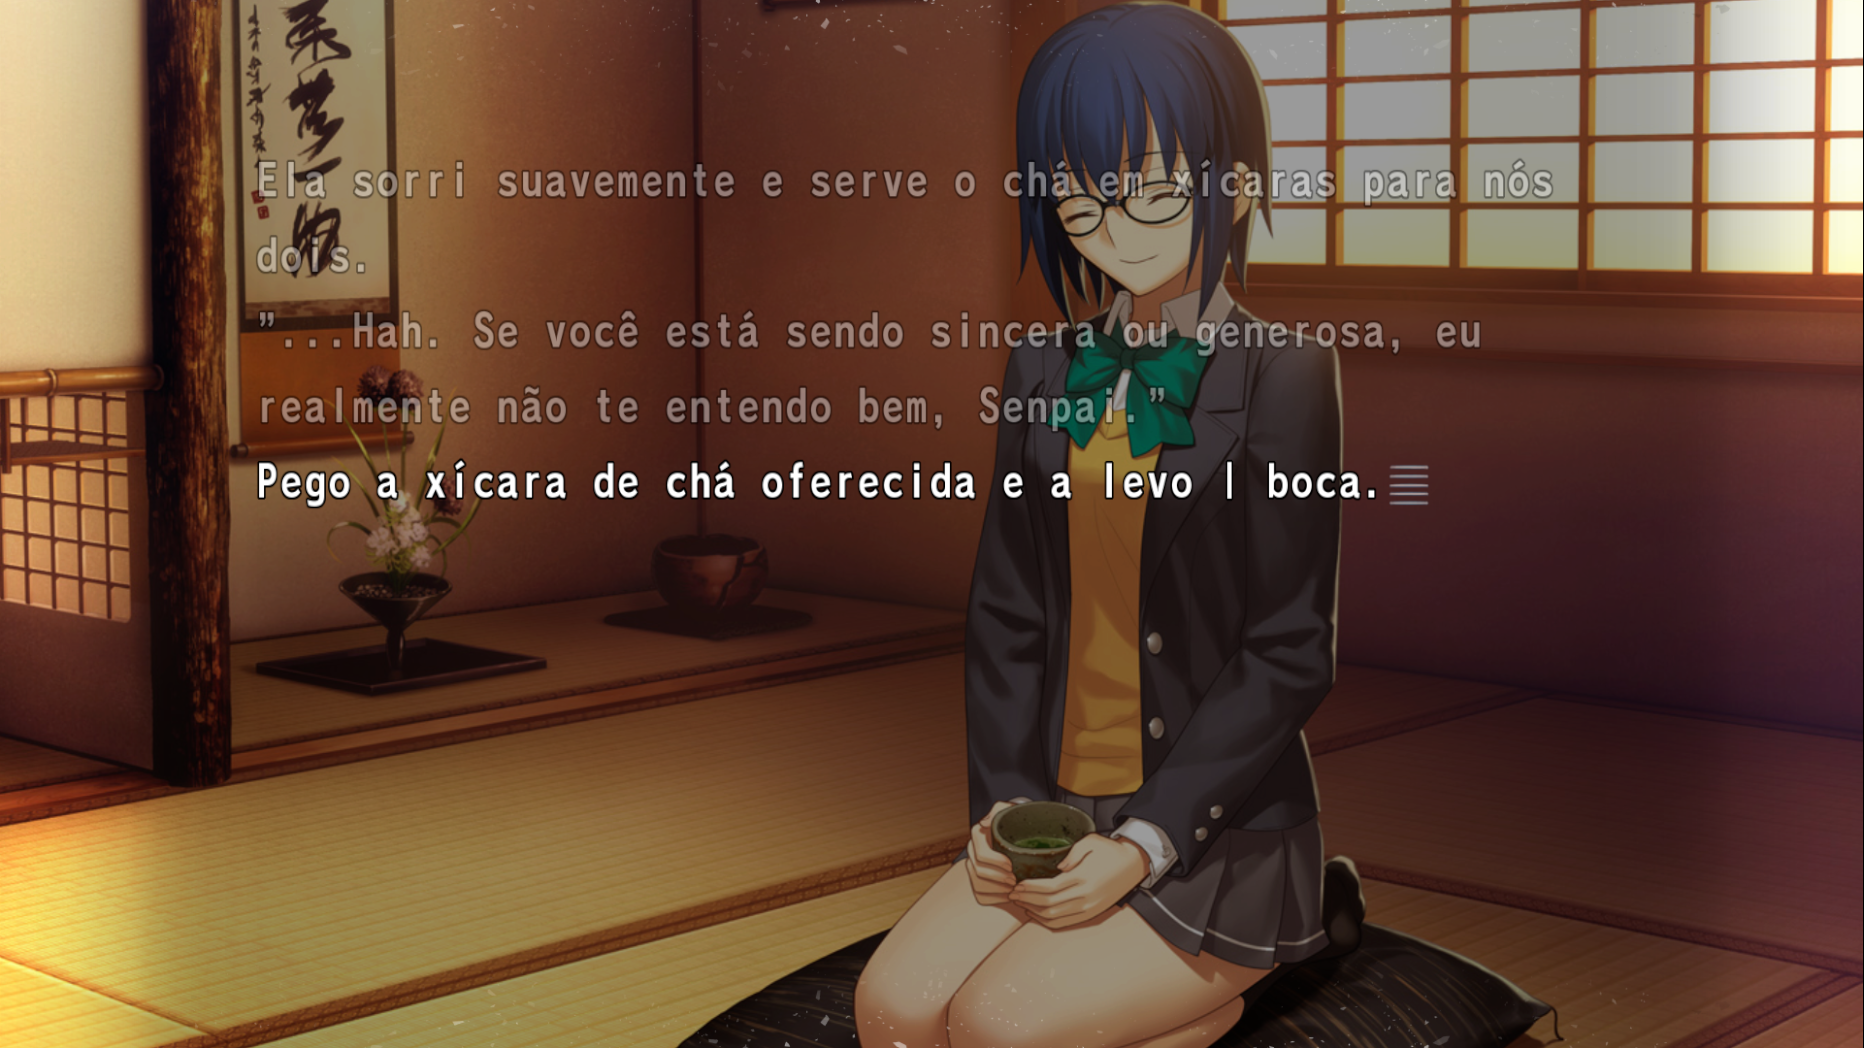 Ela sorri suavemente e serve o chá em xícaras para nós
dois.
"...Hah. Se você está sendo sincera ou generosa, eu
realmente não te entendo bem, Senpai."
Pego a xícara de chá oferecida e a levo | boca.